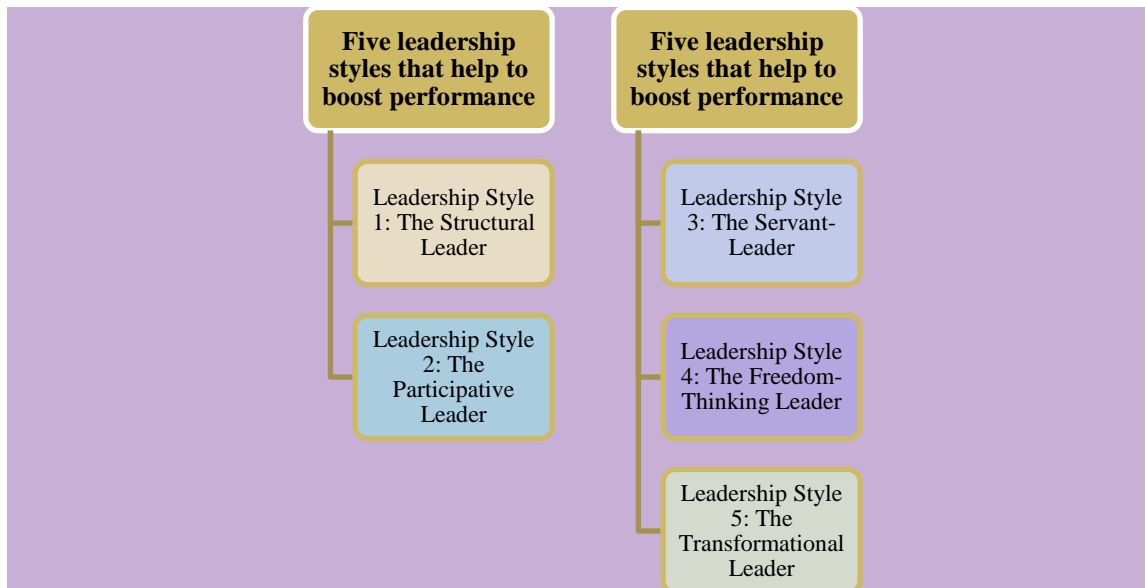 Five leadership
styles that help to
boost performance
Leadership Style
1: The Structural
Leader
Leadership Style
2: The
Participative
Leader
Five leadership
styles that help to
boost performance
Leadership Style
3: The Servant-
Leader
Leadership Style
4: The Freedom-
Thinking Leader
Leadership Style
5: The
Transformational
Leader